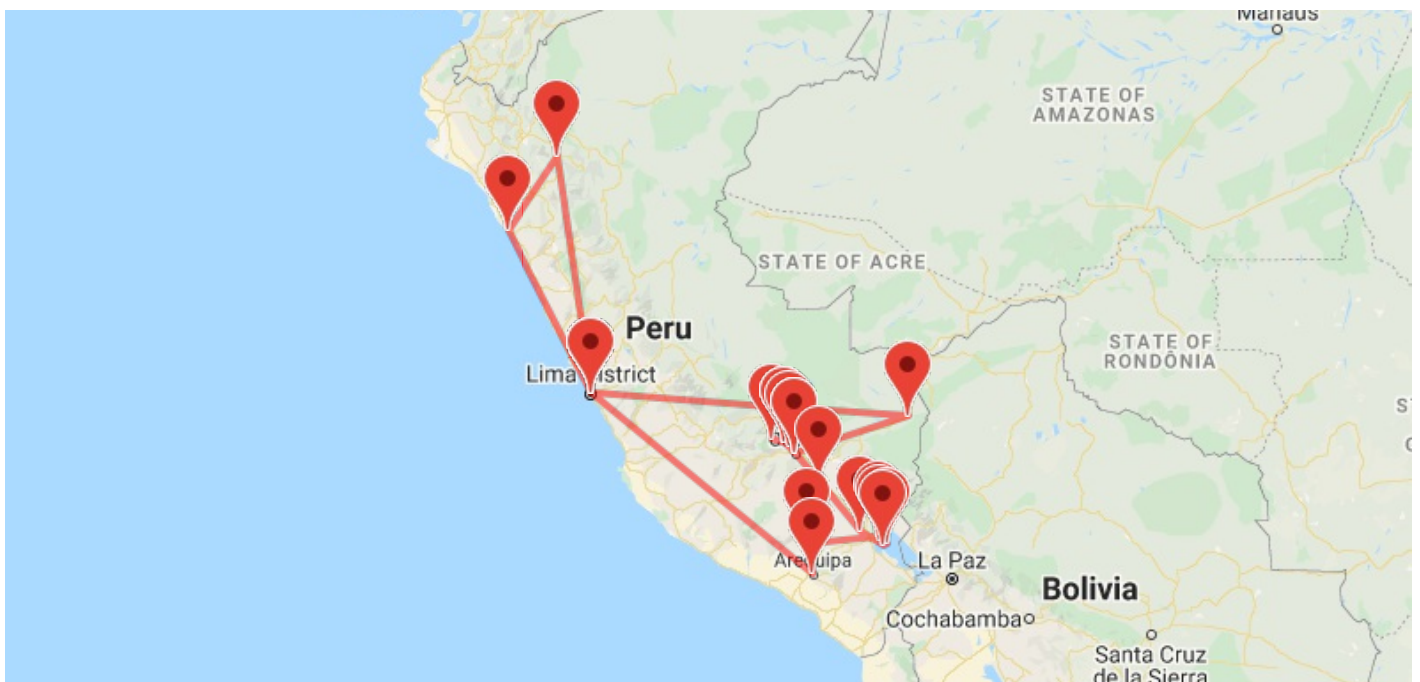 Manaus
STATE OF
AMAZONAS
STATE OF ACRE
Peru
STATE OF
RONDÔNIA
Lima District
Arequipa
La Paz
Bolivia
Cochabamba
Santa Cruz
de la Sierra